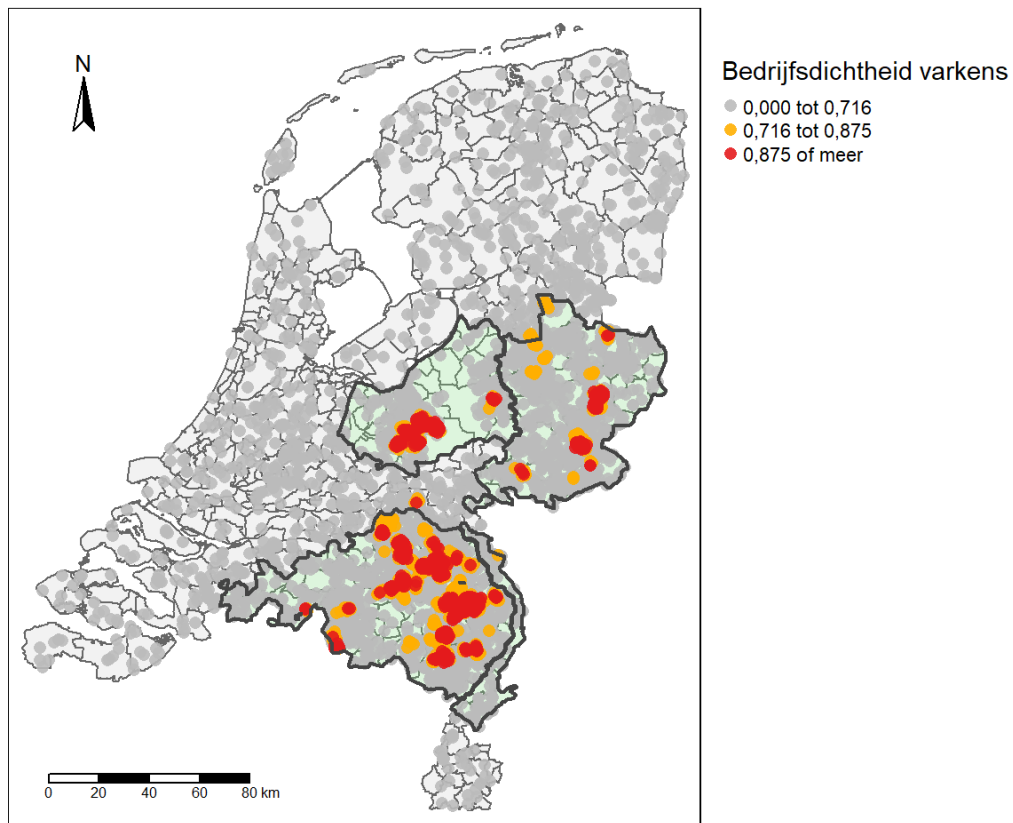 N
Bedrijfsdichtheid varkens
0,000 tot 0,716
0,716 tot 0,875
0,875 of meer
0 20 40 60 80 km